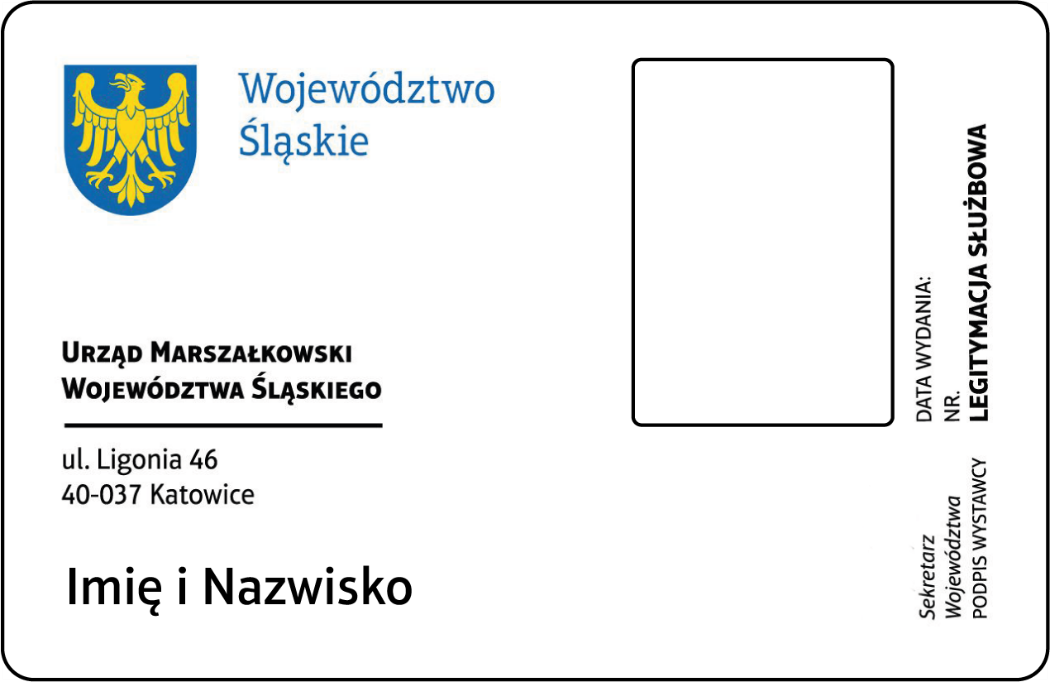 Województwo
Śląskie
URZĄD MARSZAŁKOWSKI
WOJEWÓDZTWA ŚLĄSKIEGO
ul. Ligonia 46
40-037 Katowice
Imię i Nazwisko
DATA WYDANIA:
NR.
LEGITYMACJA SŁUŻBOWA
Sekretarz
Województwa
PODPIS WYSTAWCY